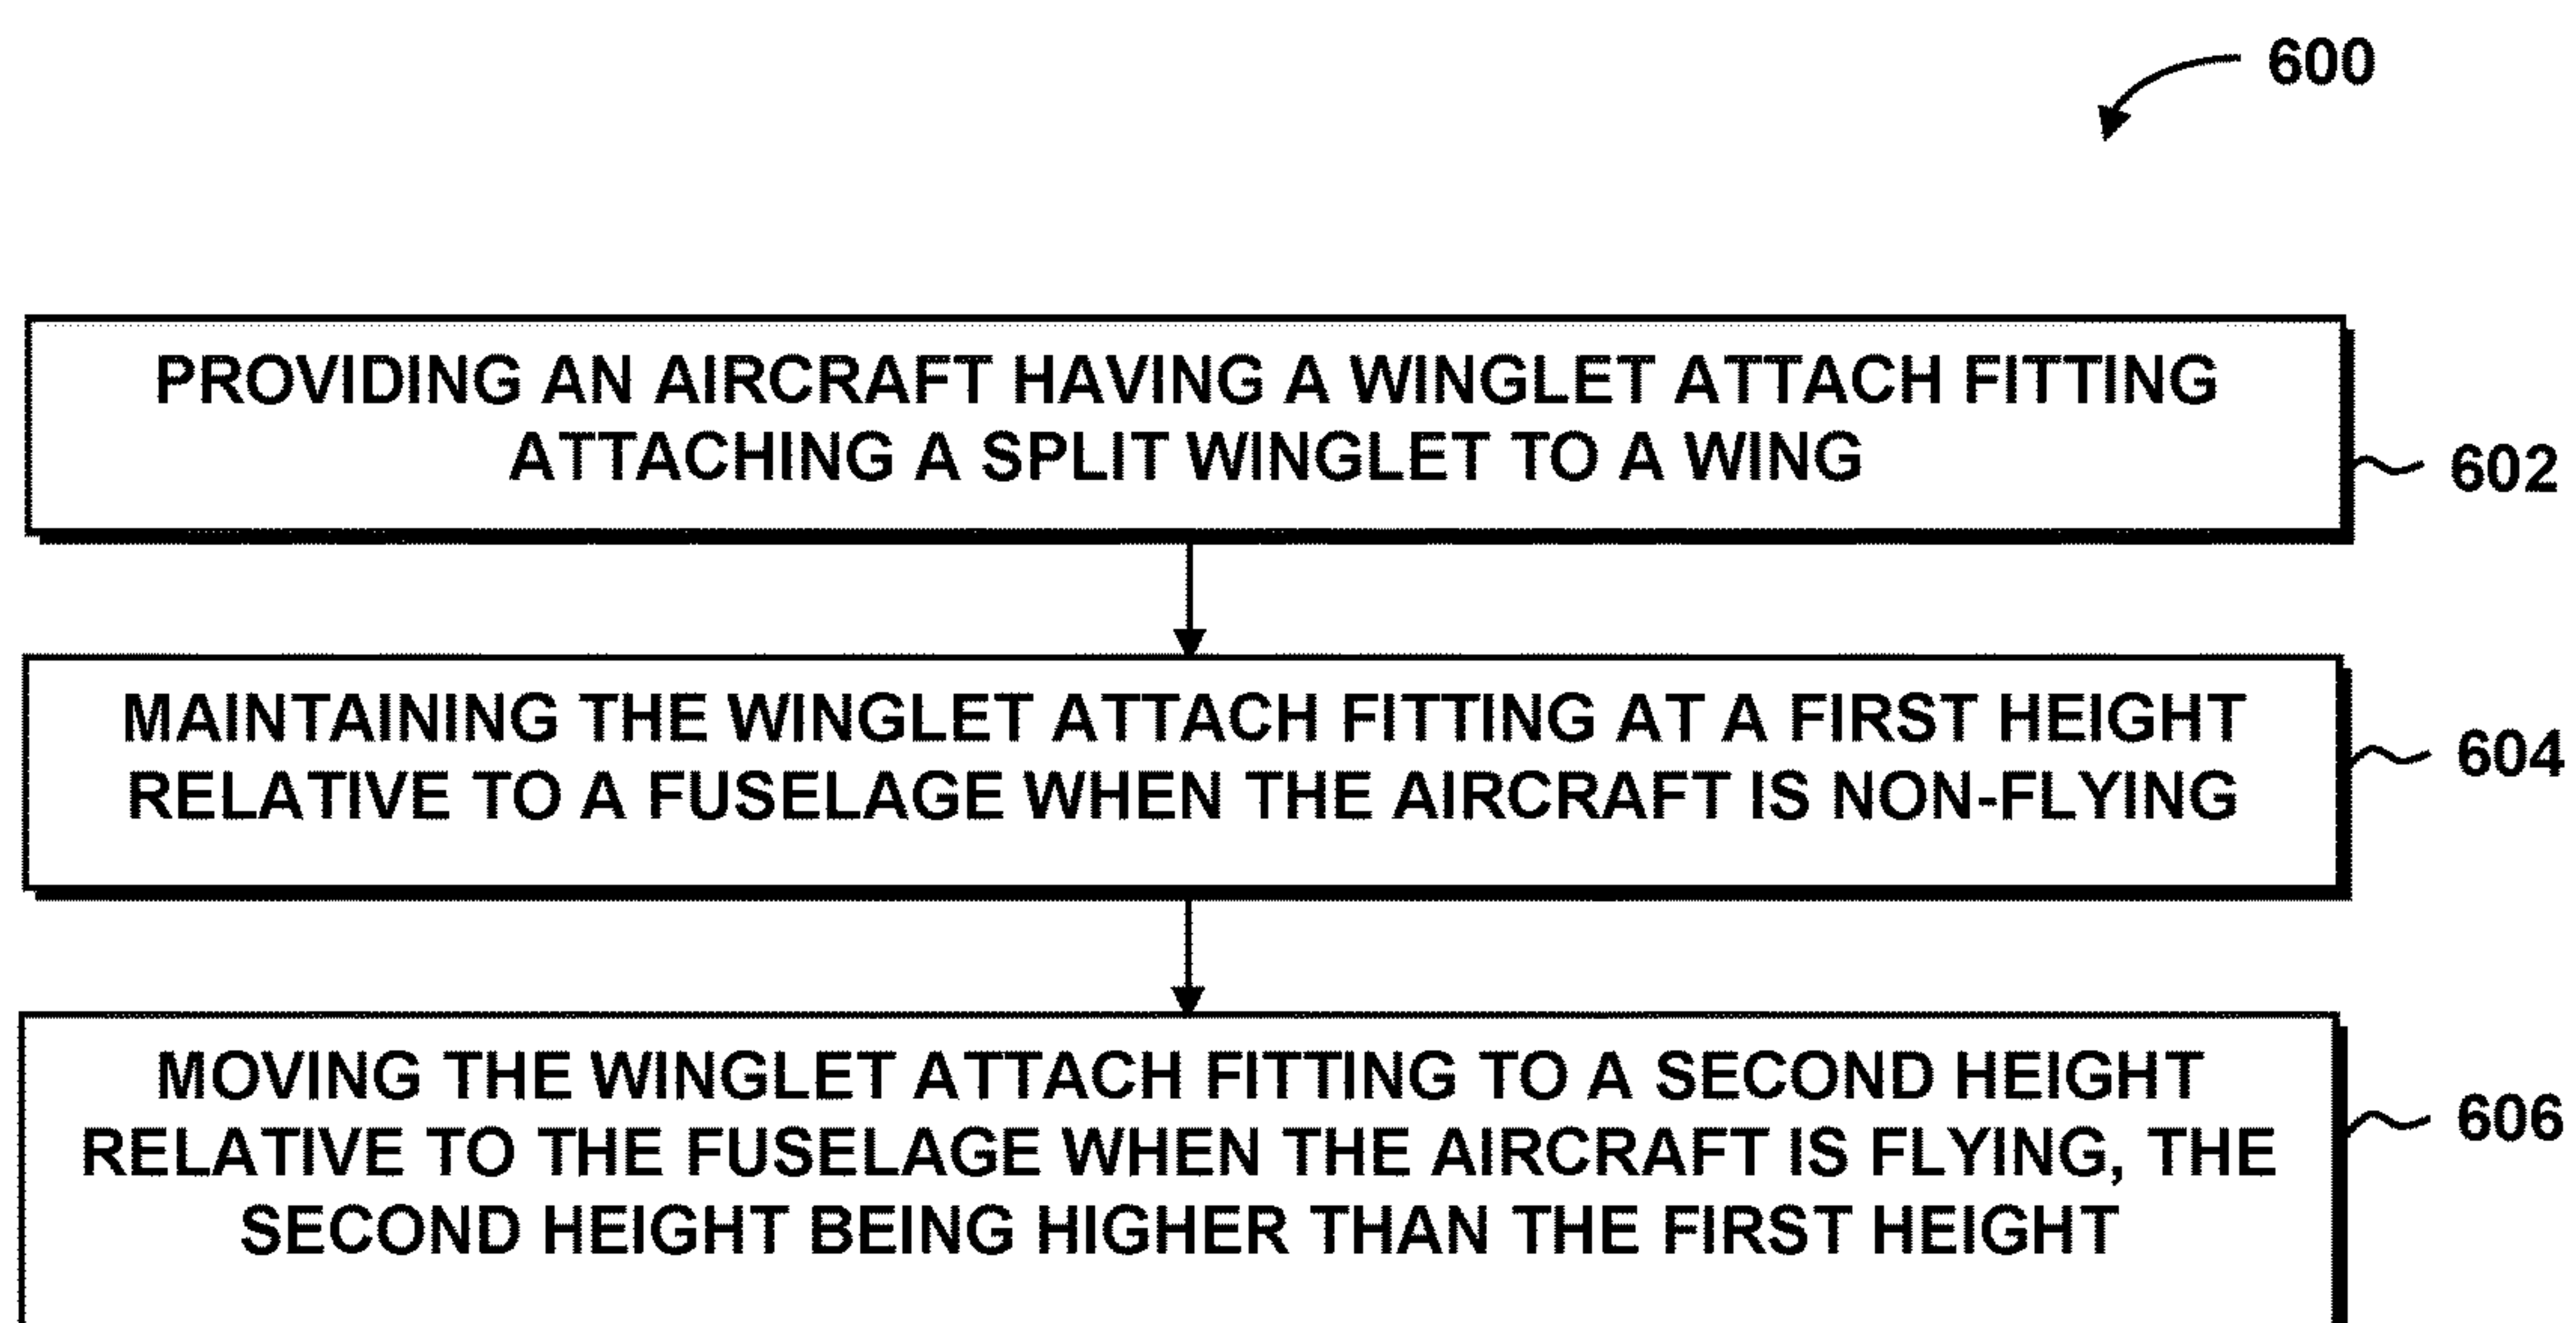 600
PROVIDING AN AIRCRAFT HAVING A WINGLET ATTACH FITTING
ATTACHING A SPLIT WINGLET TO A WING
602
MAINTAINING THE WINGLET ATTACH FITTING AT A FIRST HEIGHT
RELATIVE TO A FUSELAGE WHEN THE AIRCRAFT IS NON-FLYING
604
MOVING THE WINGLET ATTACH FITTING TO A SECOND HEIGHT
RELATIVE TO THE FUSELAGE WHEN THE AIRCRAFT IS FLYING, THE
SECOND HEIGHT BEING HIGHER THAN THE FIRST HEIGHT
606